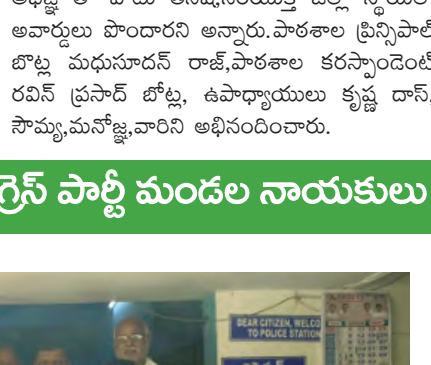 అవార్డులు పొందారని అన్నారు.పాఠశాల ప్రిన్సిపాల్
బొట్ల మధుసూదన్ రాజ్,పాఠశాల కరస్పాండెంట్
రవిన్ ప్రసాద్ బోట్ల, ఉపాధ్యాయులు కృష్ణ దాస్,
సౌమ్య,మనోజ్ఞ,వారిని అభినందించారు.
గ్రెస్ పార్టీ మండల నాయకులు
DEAR CITIZEN, WELCO
TO POLICE STATION